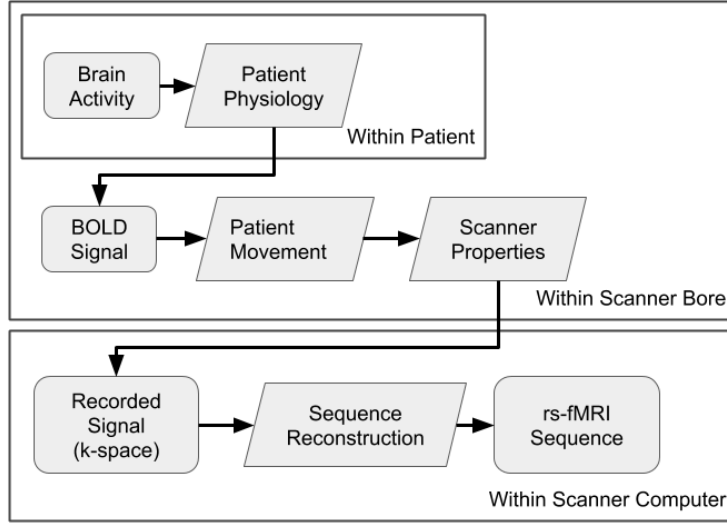 Brain
Activity
Patient
Physiology
Within Patient
BOLD
Signal
Patient
Movement
Scanner
Properties
Within Scanner Bore
Recorded
Signal
(k-space)
Sequence
Reconstruction
rs-fMRI
Sequence
Within Scanner Computer